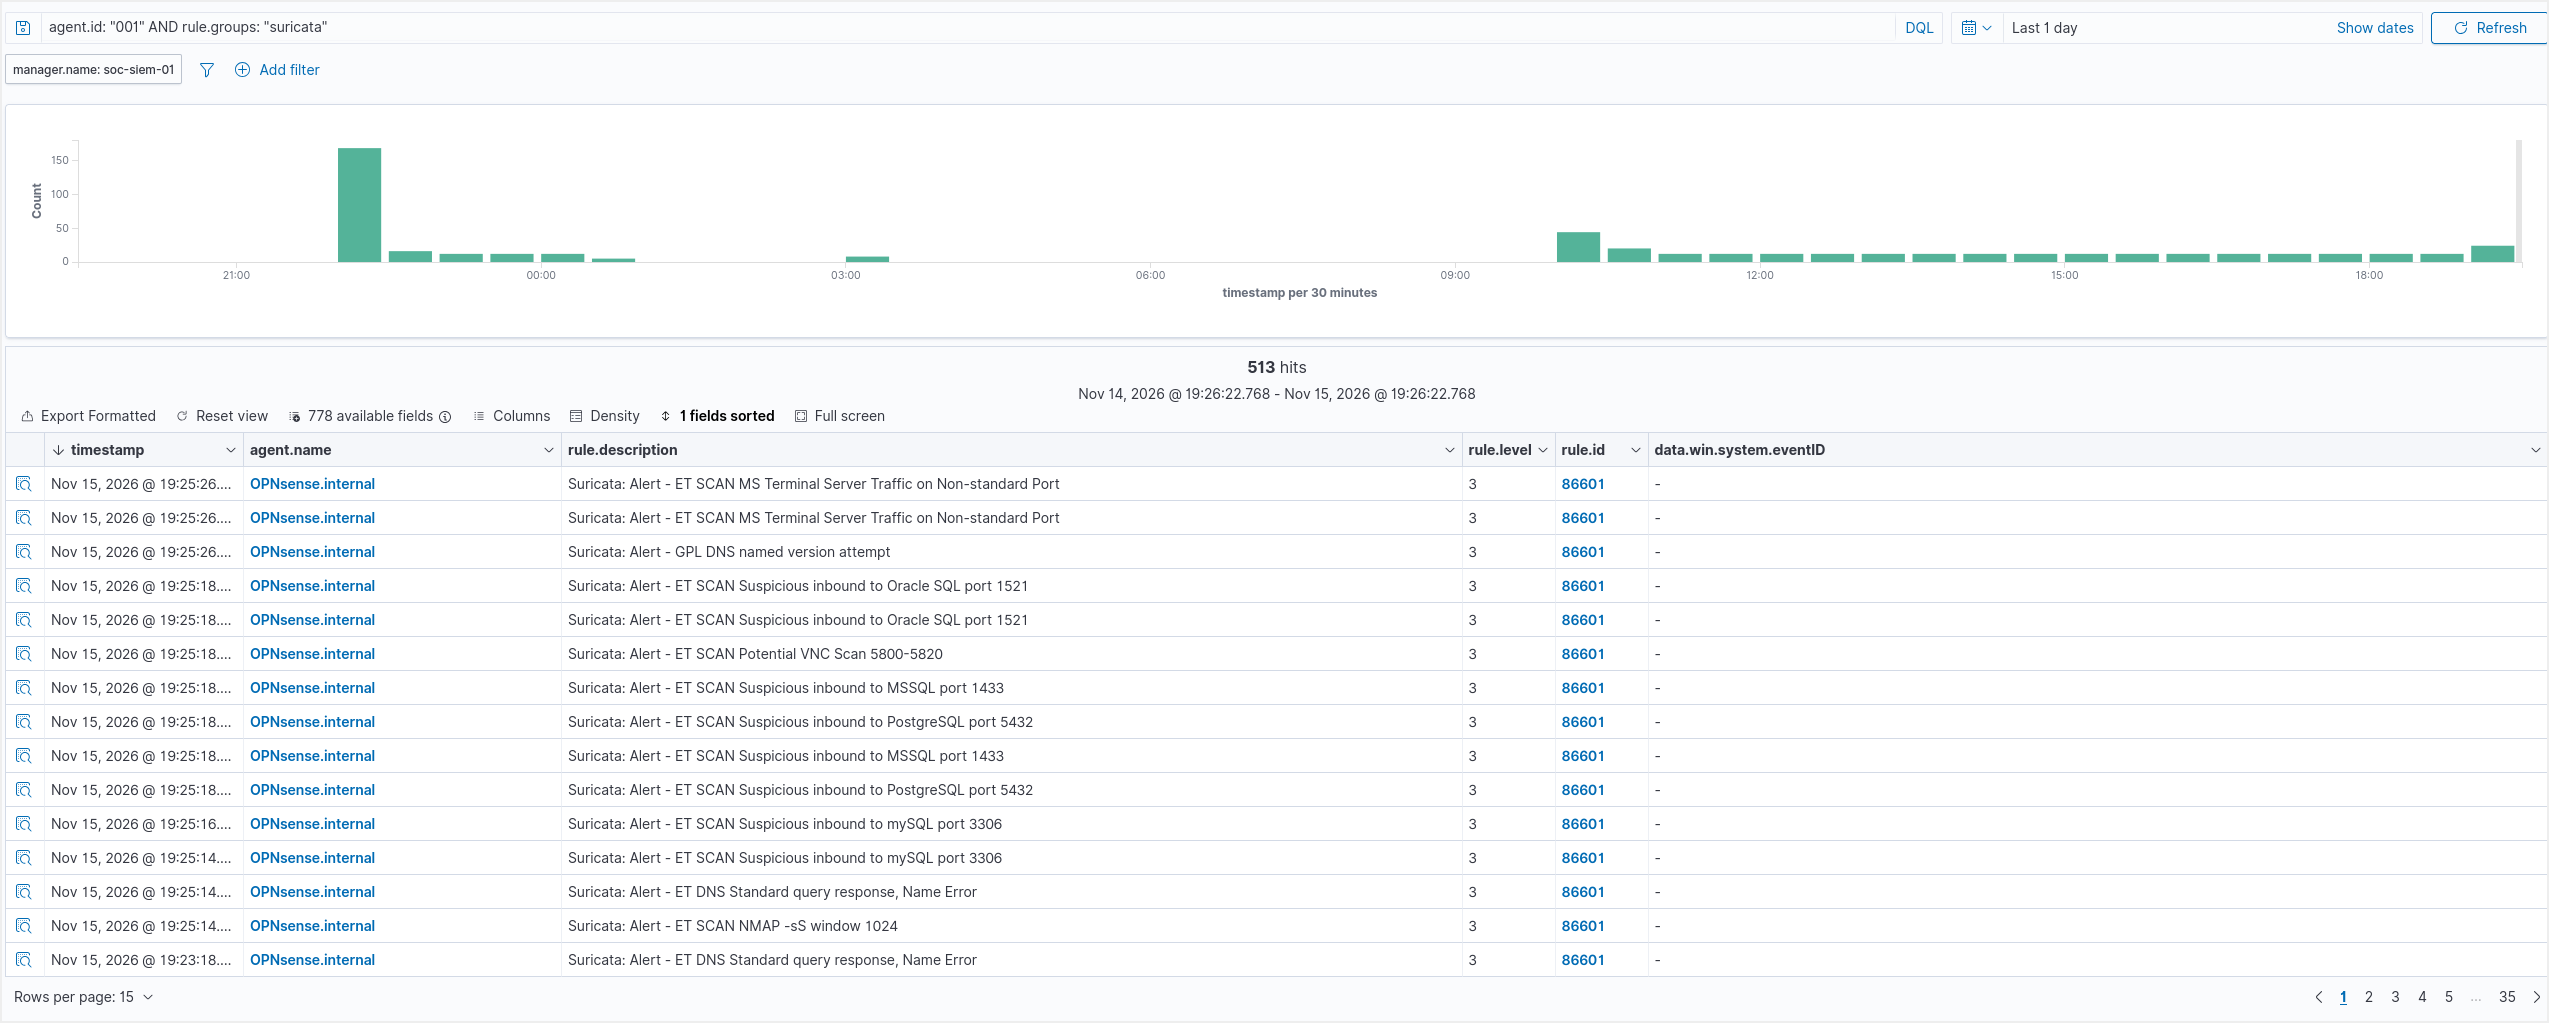 agent.id: "001" AND rule.groups: "suricata" DQL Last 1 day Show dates Refresh
manager.name: soc-siem-01 Add filter
150
100
50
0
Count
21:00 00:00 03:00 06:00 09:00 12:00 15:00 18:00
timestamp per 30 minutes
513 hits
Nov 14, 2026 @ 19:26:22.768 - Nov 15, 2026 @ 19:26:22.768
Export Formatted Reset view 778 available fields Columns Density 1 fields sorted Full screen
timestamp agent.name rule.description rule.level rule.id data.win.system.eventID
Nov 15, 2026 @ 19:25:26.... OPNsense.internal Suricata: Alert - ET SCAN MS Terminal Server Traffic on Non-standard Port 3 86601 -
Nov 15, 2026 @ 19:25:26.... OPNsense.internal Suricata: Alert - ET SCAN MS Terminal Server Traffic on Non-standard Port 3 86601 -
Nov 15, 2026 @ 19:25:26.... OPNsense.internal Suricata: Alert - GPL DNS named version attempt 3 86601 -
Nov 15, 2026 @ 19:25:18.... OPNsense.internal Suricata: Alert - ET SCAN Suspicious inbound to Oracle SQL port 1521 3 86601 -
Nov 15, 2026 @ 19:25:18.... OPNsense.internal Suricata: Alert - ET SCAN Suspicious inbound to Oracle SQL port 1521 3 86601 -
Nov 15, 2026 @ 19:25:18.... OPNsense.internal Suricata: Alert - ET SCAN Potential VNC Scan 5800-5820 3 86601 -
Nov 15, 2026 @ 19:25:18.... OPNsense.internal Suricata: Alert - ET SCAN Suspicious inbound to MSSQL port 1433 3 86601 -
Nov 15, 2026 @ 19:25:18.... OPNsense.internal Suricata: Alert - ET SCAN Suspicious inbound to PostgreSQL port 5432 3 86601 -
Nov 15, 2026 @ 19:25:18.... OPNsense.internal Suricata: Alert - ET SCAN Suspicious inbound to MSSQL port 1433 3 86601 -
Nov 15, 2026 @ 19:25:18.... OPNsense.internal Suricata: Alert - ET SCAN Suspicious inbound to PostgreSQL port 5432 3 86601 -
Nov 15, 2026 @ 19:25:16.... OPNsense.internal Suricata: Alert - ET SCAN Suspicious inbound to mySQL port 3306 3 86601 -
Nov 15, 2026 @ 19:25:14.... OPNsense.internal Suricata: Alert - ET SCAN Suspicious inbound to mySQL port 3306 3 86601 -
Nov 15, 2026 @ 19:25:14.... OPNsense.internal Suricata: Alert - ET DNS Standard query response, Name Error 3 86601 -
Nov 15, 2026 @ 19:25:14.... OPNsense.internal Suricata: Alert - ET SCAN NMAP -sS window 1024 3 86601 -
Nov 15, 2026 @ 19:23:18.... OPNsense.internal Suricata: Alert - ET DNS Standard query response, Name Error 3 86601 -
Rows per page: 15 1 2 3 4 5 ... 35